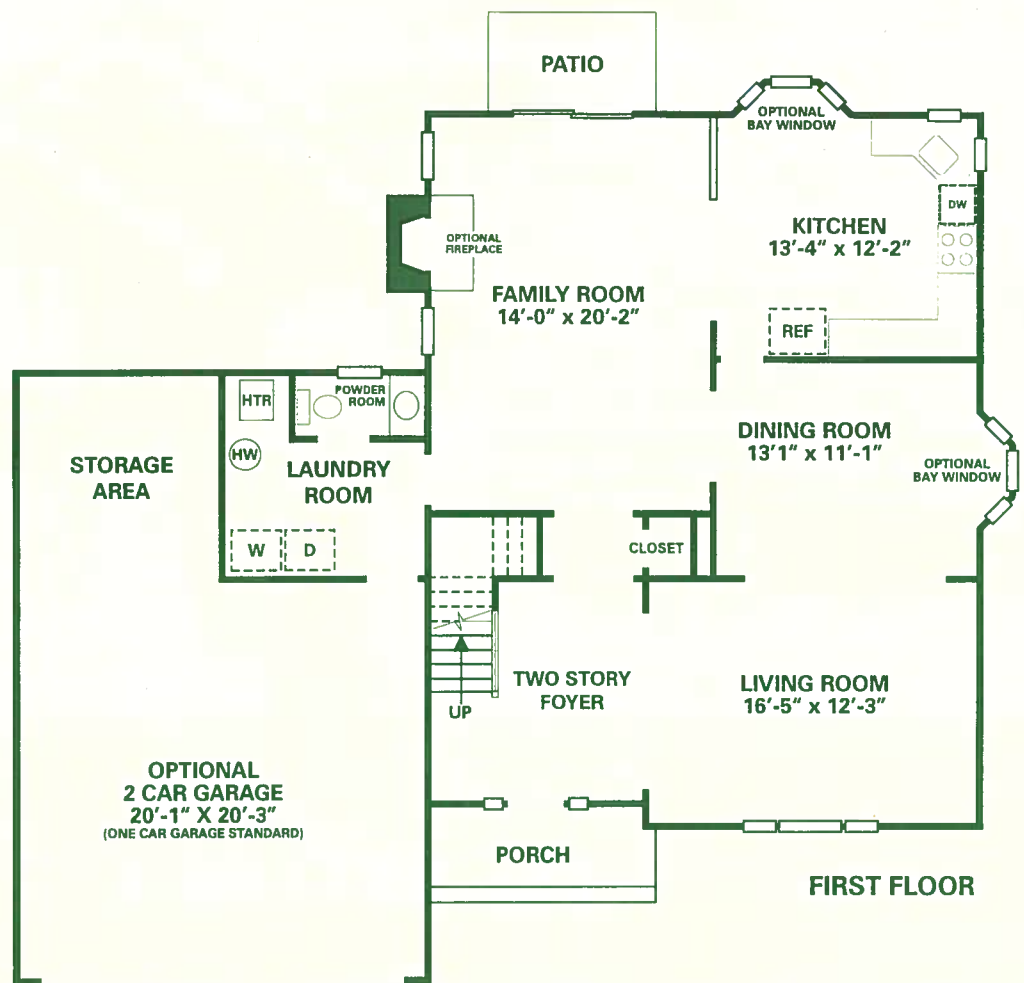 PATIO
OPTIONAL
BAY WINDOW
DW
KITCHEN
13'-4" x 12'-2"
OPTIONAL
FIREPLACE
FAMILY ROOM
14'-0" x 20'-2"
REF
HTR
POWDER
ROOM
HW
STORAGE
AREA
LAUNDRY
ROOM
DINING ROOM
13'1" x 11'-1"
OPTIONAL
BAY WINDOW
W
D
CLOSET
TWO STORY
FOYER
UP
LIVING ROOM
16'-5" x 12'-3"
OPTIONAL
2 CAR GARAGE
20'-1" X 20'-3"
(ONE CAR GARAGE STANDARD)
PORCH
FIRST FLOOR